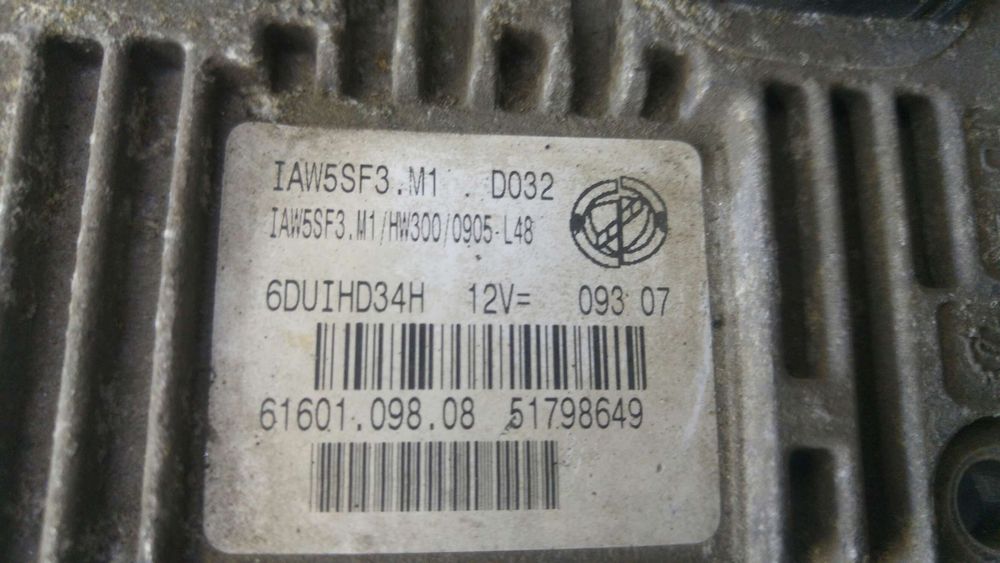 IAW5SF3.M1 . D032
IAW5SF3.M1/HW300/0905-L48
6DUIHD34H 12V= 093 07
61601.098.08 51798649